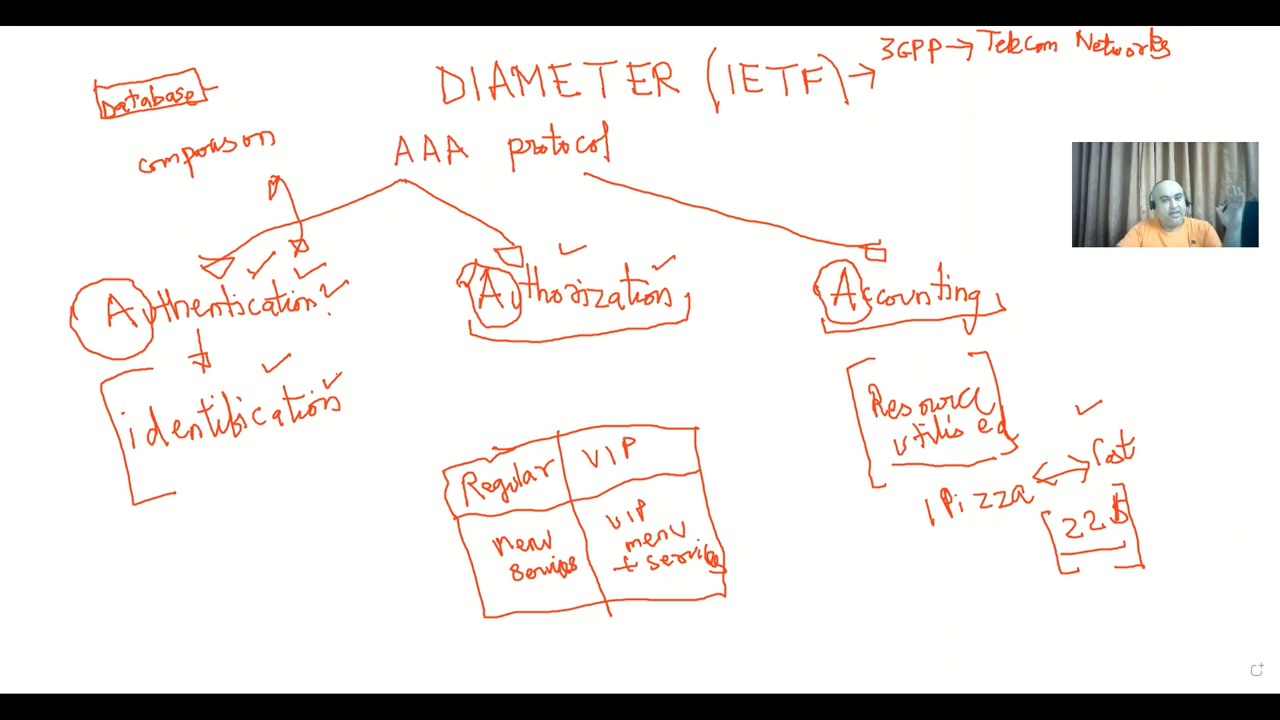 3GPP → Telecom Networks
DIAMETER (IETF) →
Database
comparison
AAA protocol
Authentication?
Authorization
Accounting
identification
Resource
utilised
Cost
1 Pizza
22$
Regular
VIP
Menu
Services
VIP
menu
+ services